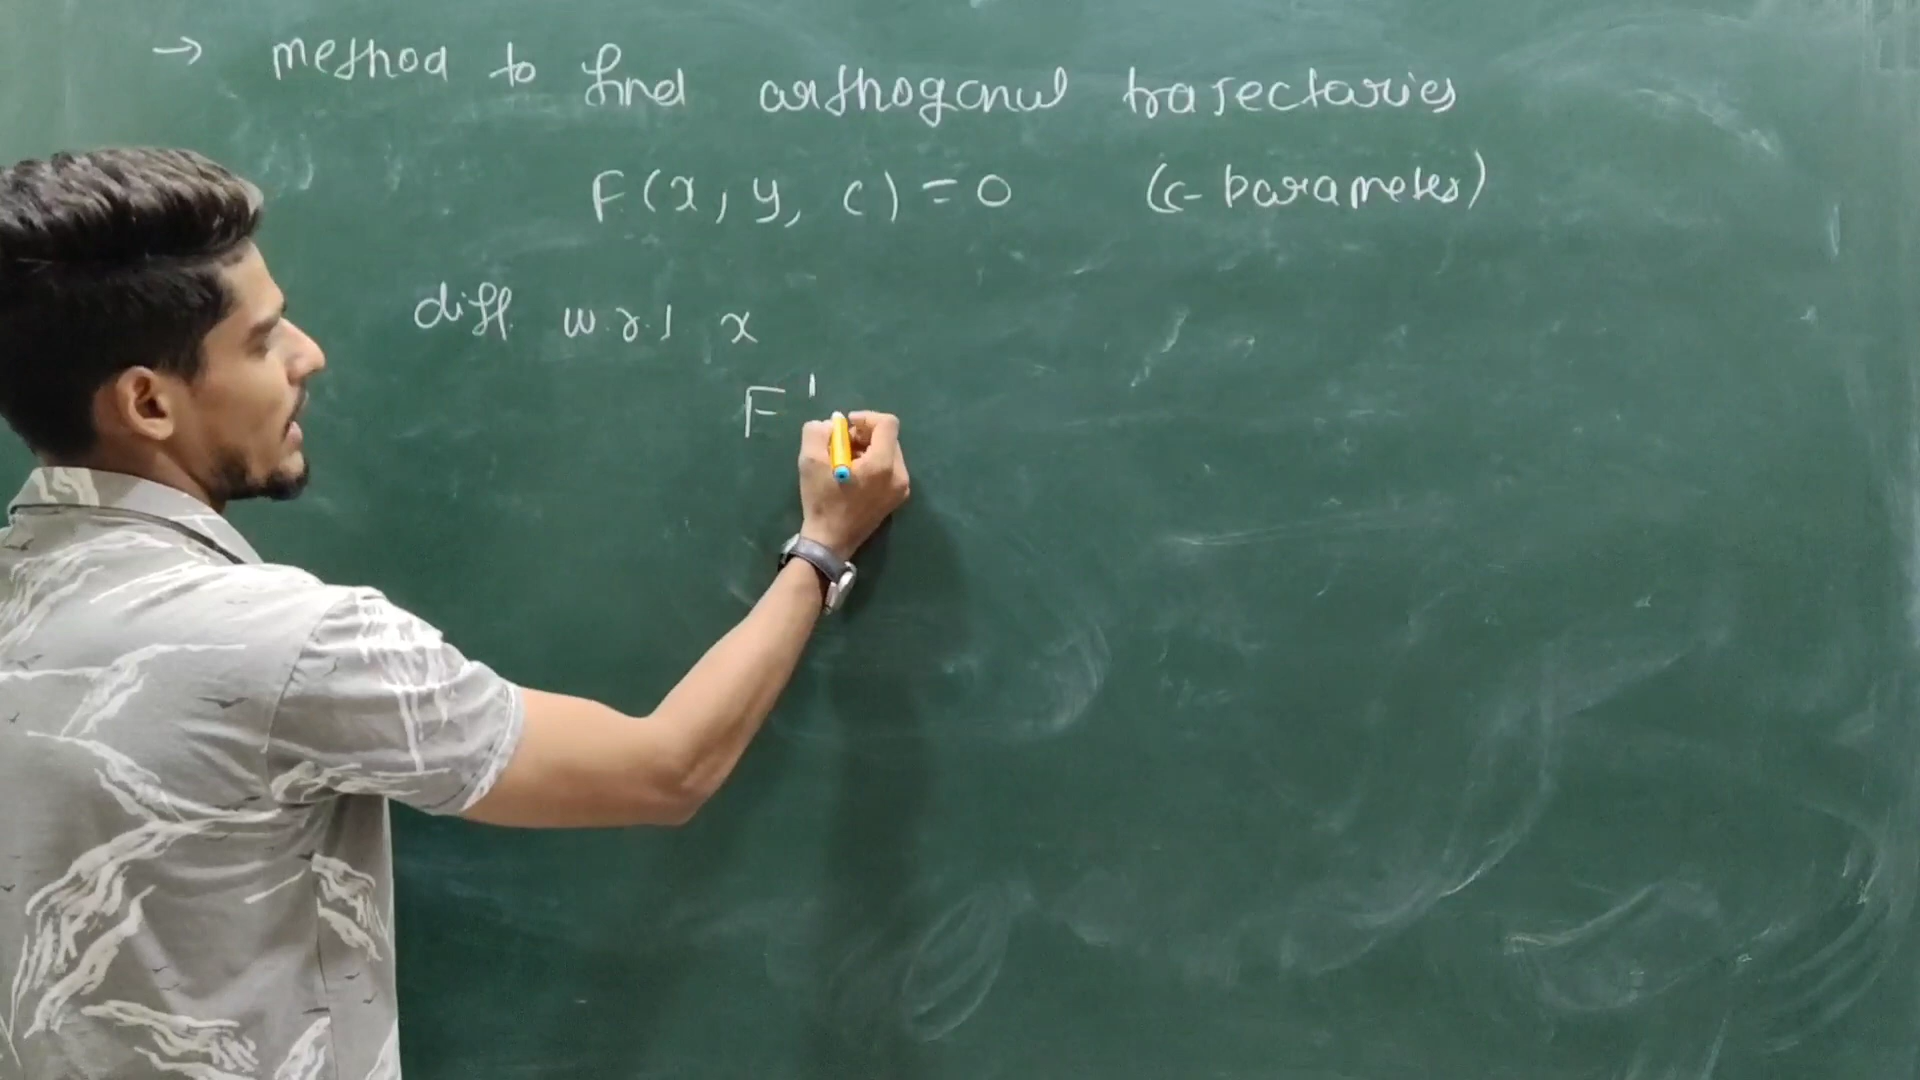 → method to find orthogonal trajectories
F(x, y, c) = 0 (c- parameter)
diff. w.r.t x
F'